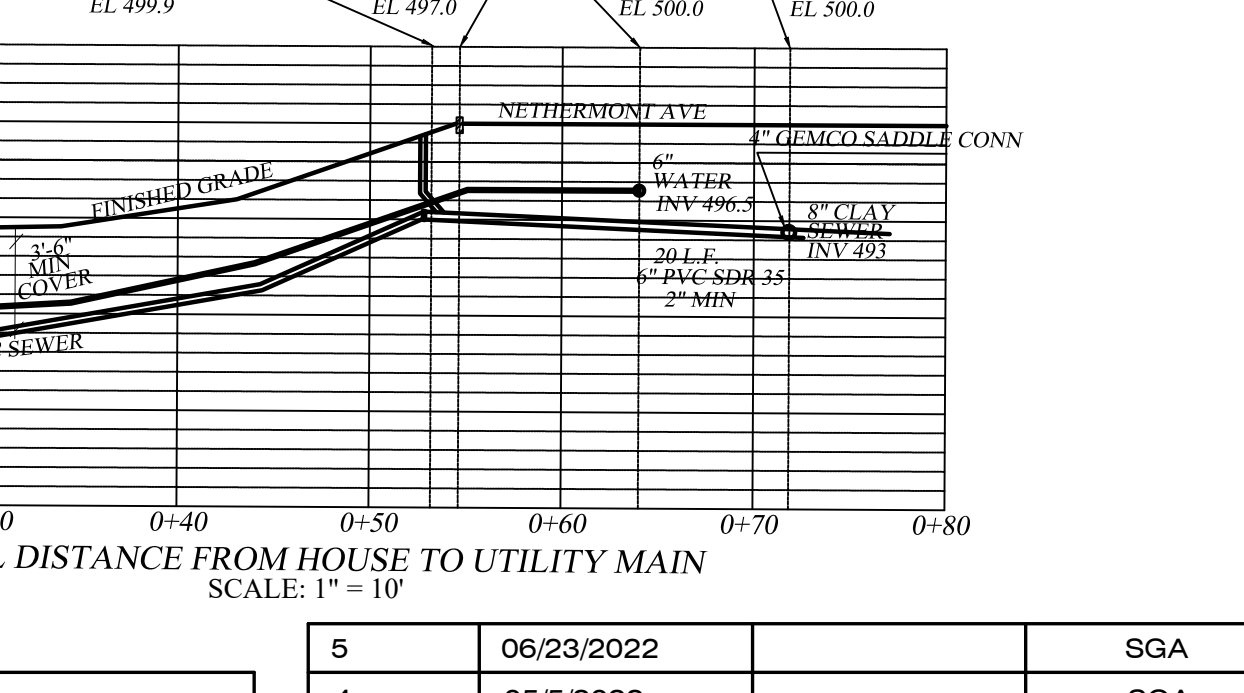 EL 499.9
EL 497.0
EL 500.0
EL 500.0
NETHERMONT AVE
4" GEMCO SADDLE CONN
FINISHED GRADE
6"
WATER
INV 496.5
8" CLAY
SEWER
INV 493
3'-6"
MIN
COVER
20 L.F.
6" PVC SDR 35
2" MIN
SEWER
0+40
0+50
0+60
0+70
0+80
DISTANCE FROM HOUSE TO UTILITY MAIN
SCALE: 1" = 10'
5 06/23/2022 SGA